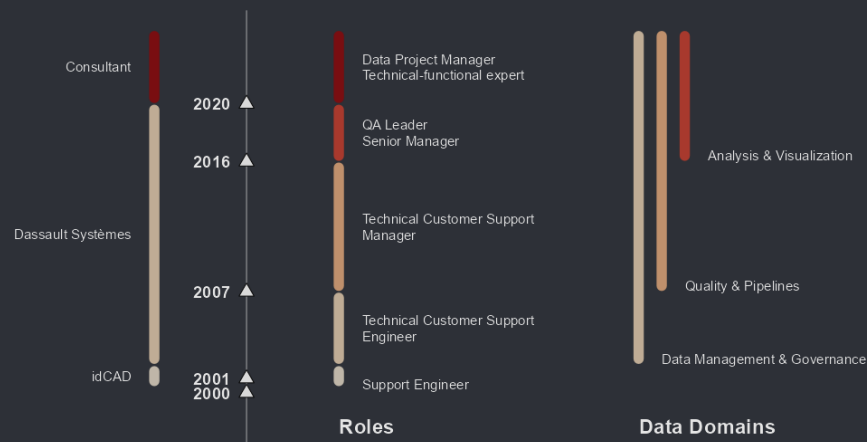 Consultant
Data Project Manager
Technical-functional expert
2020
QA Leader
Senior Manager
2016
Analysis & Visualization
Dassault Systèmes
Technical Customer Support
Manager
2007
Quality & Pipelines
Technical Customer Support
Engineer
Data Management & Governance
idCAD
2001
Support Engineer
2000
Roles
Data Domains